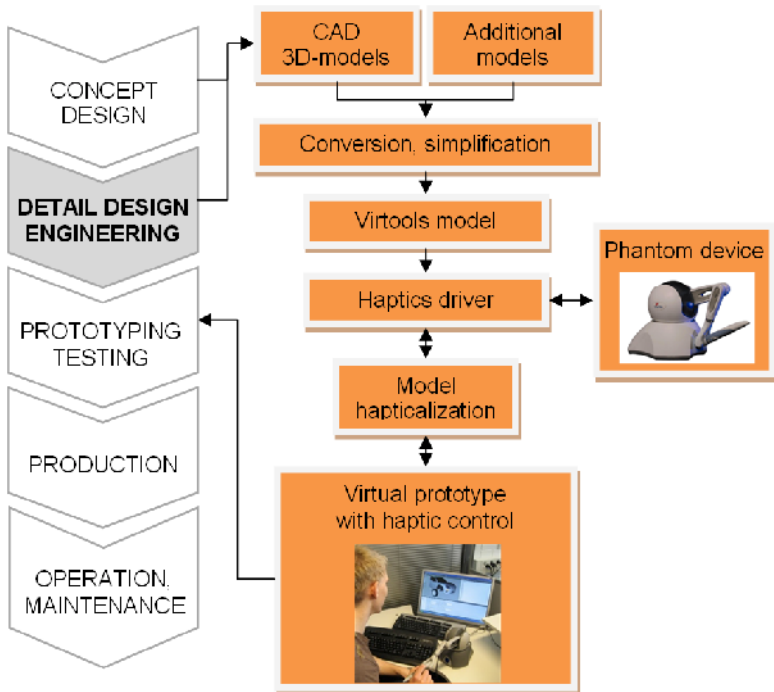 CONCEPT
DESIGN
DETAIL DESIGN
ENGINEERING
PROTOTYPING
TESTING
PRODUCTION
OPERATION,
MAINTENANCE
CAD
3D-models
Additional
models
Conversion, simplification
Virtools model
Haptics driver
Phantom device
Model
hapticalization
Virtual prototype
with haptic control